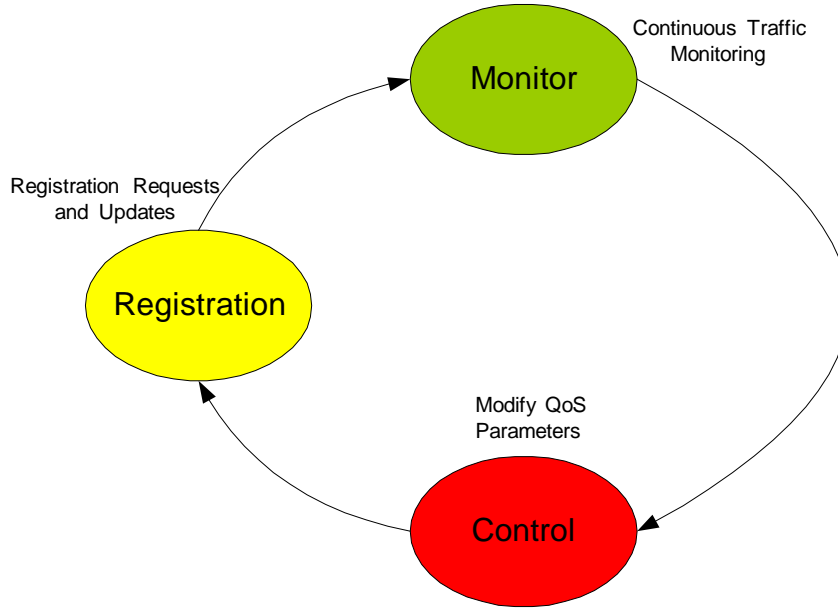 Continuous Traffic
Monitoring
Monitor
Registration Requests
and Updates
Registration
Modify QoS
Parameters
Control